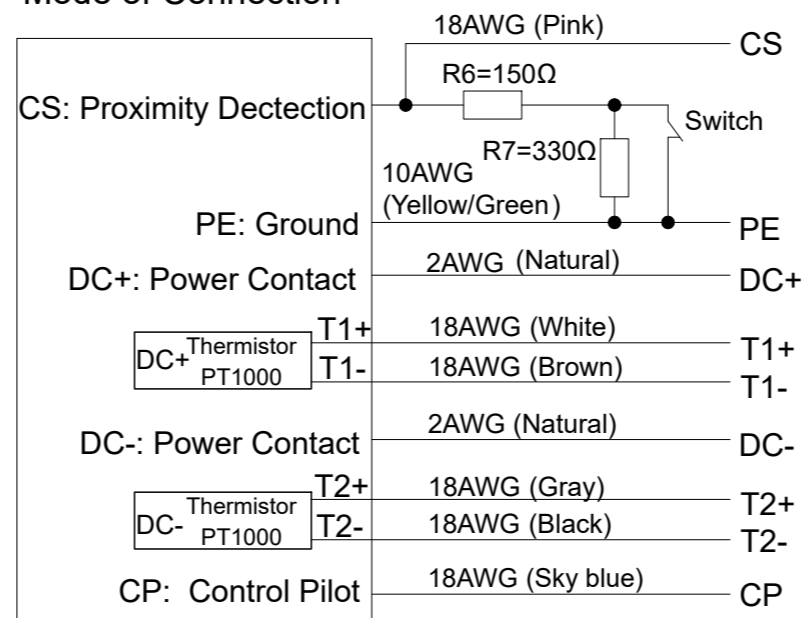 Mode of Connection
18AWG (Pink)
CS
R6=150Ω
CS: Proximity Dectection
Switch
R7=330Ω
10AWG
(Yellow/Green)
PE: Ground
PE
2AWG (Natural)
DC+: Power Contact
DC+
T1+
18AWG (White)
T1+
DC+
Thermistor
PT1000
T1-
18AWG (Brown)
T1-
2AWG (Natural)
DC-: Power Contact
DC-
T2+
18AWG (Gray)
T2+
DC-
Thermistor
PT1000
T2-
18AWG (Black)
T2-
18AWG (Sky blue)
CP: Control Pilot
CP